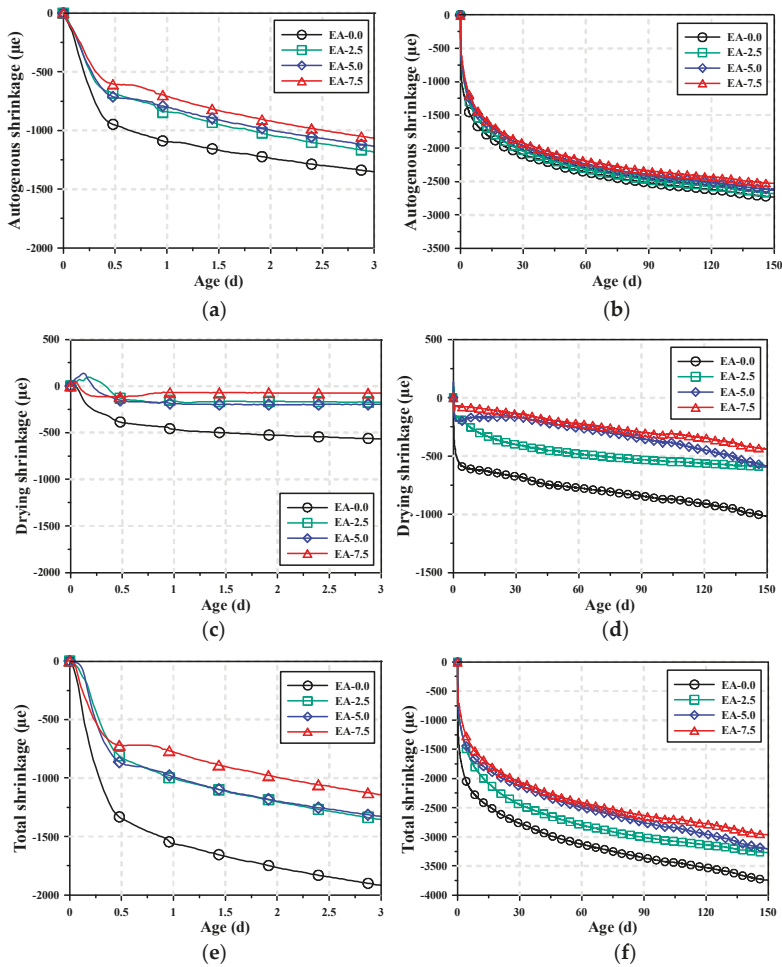 0
-500
-1000
-1500
-2000
0 0.5 1 1.5 2 2.5 3
Autogenous shrinkage (με)
Age (d)
EA-0.0
EA-2.5
EA-5.0
EA-7.5
(a)
0
-500
-1000
-1500
-2000
-2500
-3000
-3500
0 30 60 90 120 150
Autogenous shrinkage (με)
Age (d)
EA-0.0
EA-2.5
EA-5.0
EA-7.5
(b)
500
0
-500
-1000
-1500
-2000
0 0.5 1 1.5 2 2.5 3
Drying shrinkage (με)
Age (d)
EA-0.0
EA-2.5
EA-5.0
EA-7.5
(c)
500
0
-500
-1000
-1500
0 30 60 90 120 150
Drying shrinkage (με)
Age (d)
EA-0.0
EA-2.5
EA-5.0
EA-7.5
(d)
0
-500
-1000
-1500
-2000
0 0.5 1 1.5 2 2.5 3
Total shrinkage (με)
Age (d)
EA-0.0
EA-2.5
EA-5.0
EA-7.5
(e)
0
-500
-1000
-1500
-2000
-2500
-3000
-3500
-4000
0 30 60 90 120 150
Total shrinkage (με)
Age (d)
EA-0.0
EA-2.5
EA-5.0
EA-7.5
(f)